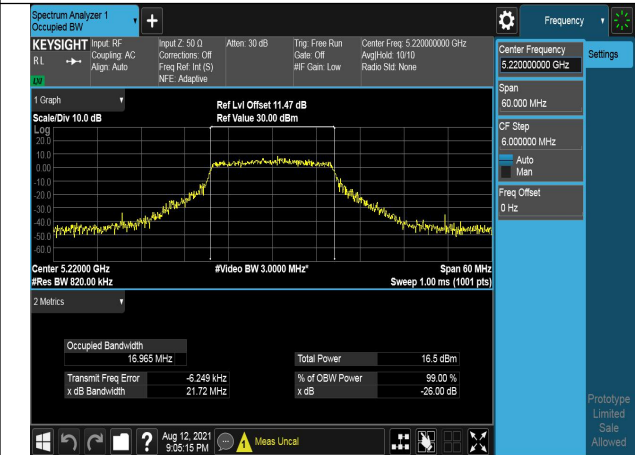 Spectrum Analyzer 1
Occupied BW
Frequency
KEYSIGHT
R L
LW
Input: RF
Coupling: AC
Align: Auto
Input Z: 50 Ω
Corrections: Off
Freq Ref: Int (S)
NFE: Adaptive
Atten: 30 dB
Trig: Free Run
Gate: Off
#IF Gain: Low
Center Freq: 5.220000000 GHz
Avg|Hold: 10/10
Radio Std: None
Center Frequency
5.220000000 GHz
Settings
Span
60.000 MHz
CF Step
6.000000 MHz
Auto
Man
Freq Offset
0 Hz
1 Graph
Scale/Div 10.0 dB
Ref Lvl Offset 11.47 dB
Ref Value 30.00 dBm
Log
20.0
10.0
0.00
-10.0
-20.0
-30.0
-40.0
-50.0
-60.0
Center 5.22000 GHz
#Video BW 3.0000 MHz*
Span 60 MHz
#Res BW 820.00 kHz
Sweep 1.00 ms (1001 pts)
2 Metrics
Occupied Bandwidth
16.965 MHz
Total Power 16.5 dBm
Transmit Freq Error -6.249 kHz
% of OBW Power 99.00 %
x dB Bandwidth 21.72 MHz
x dB -26.00 dB
Aug 12, 2021
9:05:15 PM
Meas Uncal
Prototype
Limited
Sale
Allowed